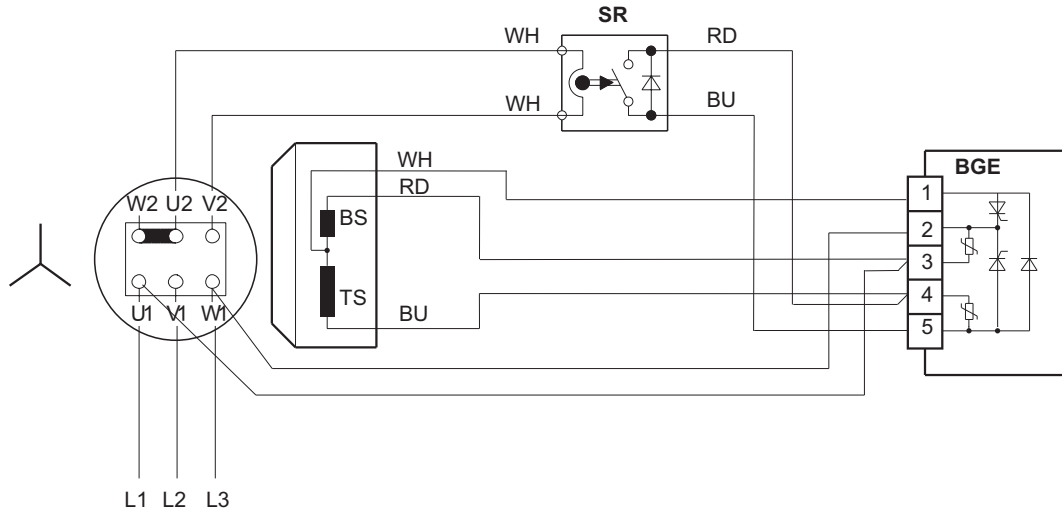 SR
WH RD
WH BU
BGE
WH
RD
W2 U2 V2
BS
TS
BU
U1 V1 W1
1
2
3
4
5
L1 L2 L3